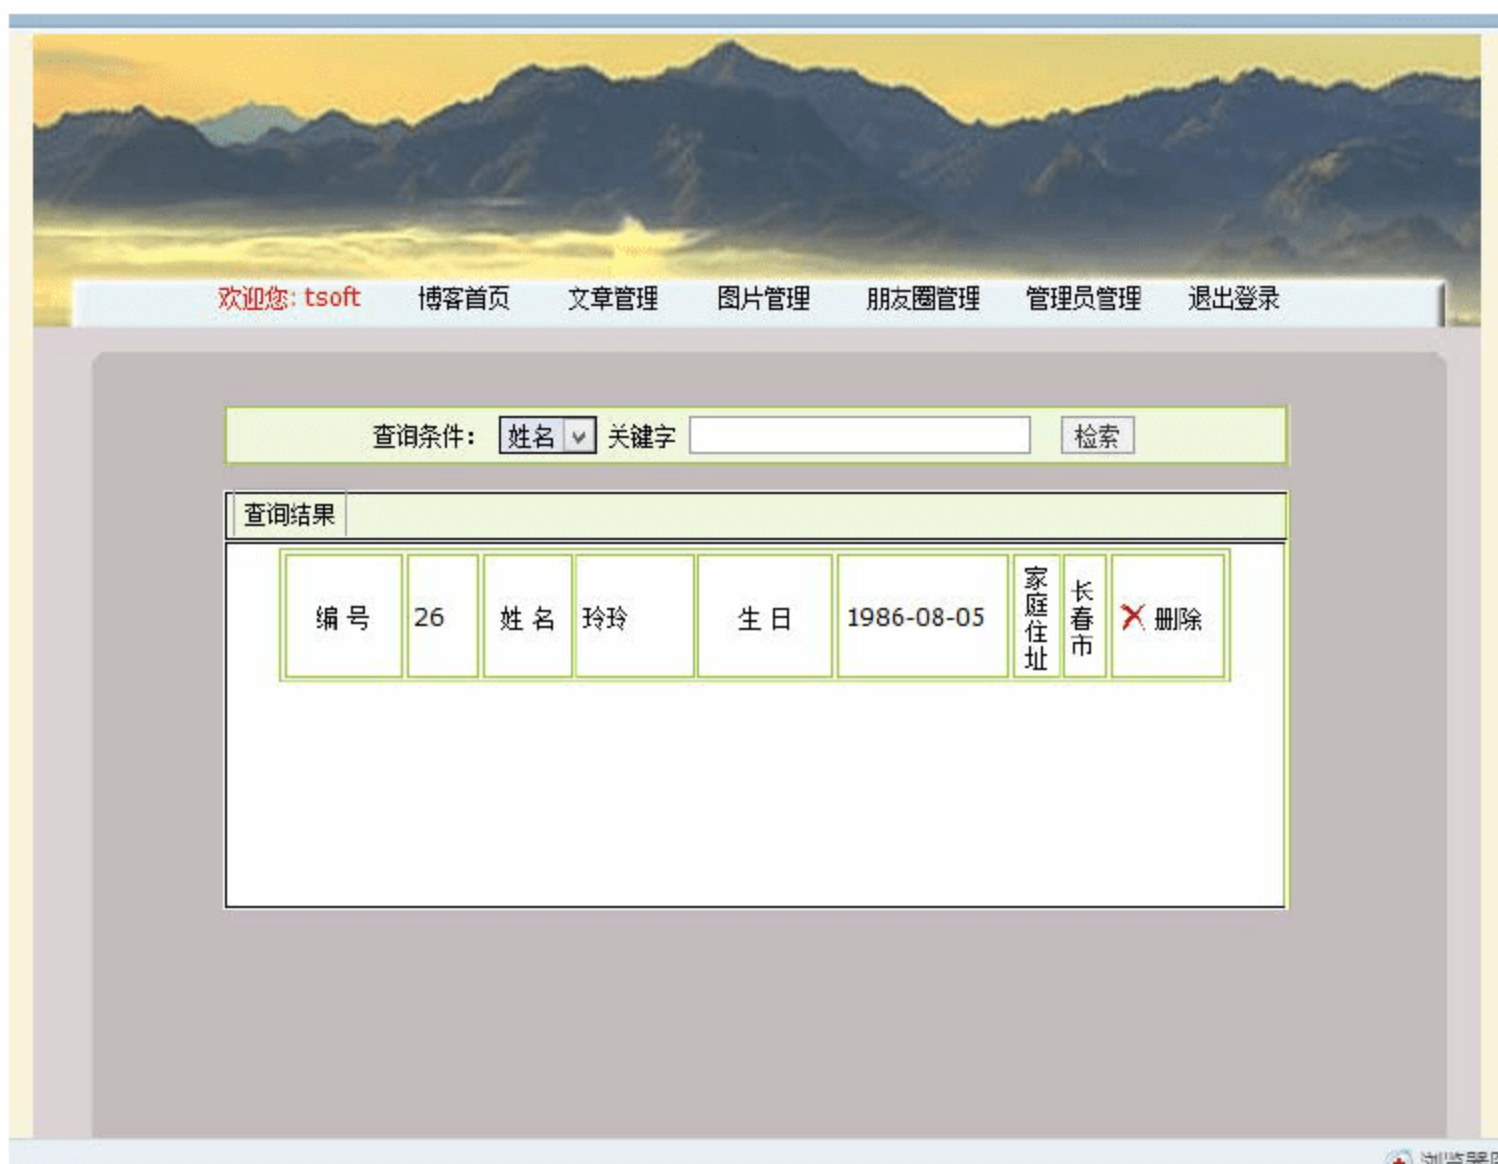 欢迎您: tsoft 博客首页 文章管理 图片管理 朋友圈管理 管理员管理 退出登录
查询条件: 姓名 关键字 检索
查询结果
编 号 26 姓 名 玲玲 生 日 1986-08-05 家庭住址 长春市 删除
浏览器